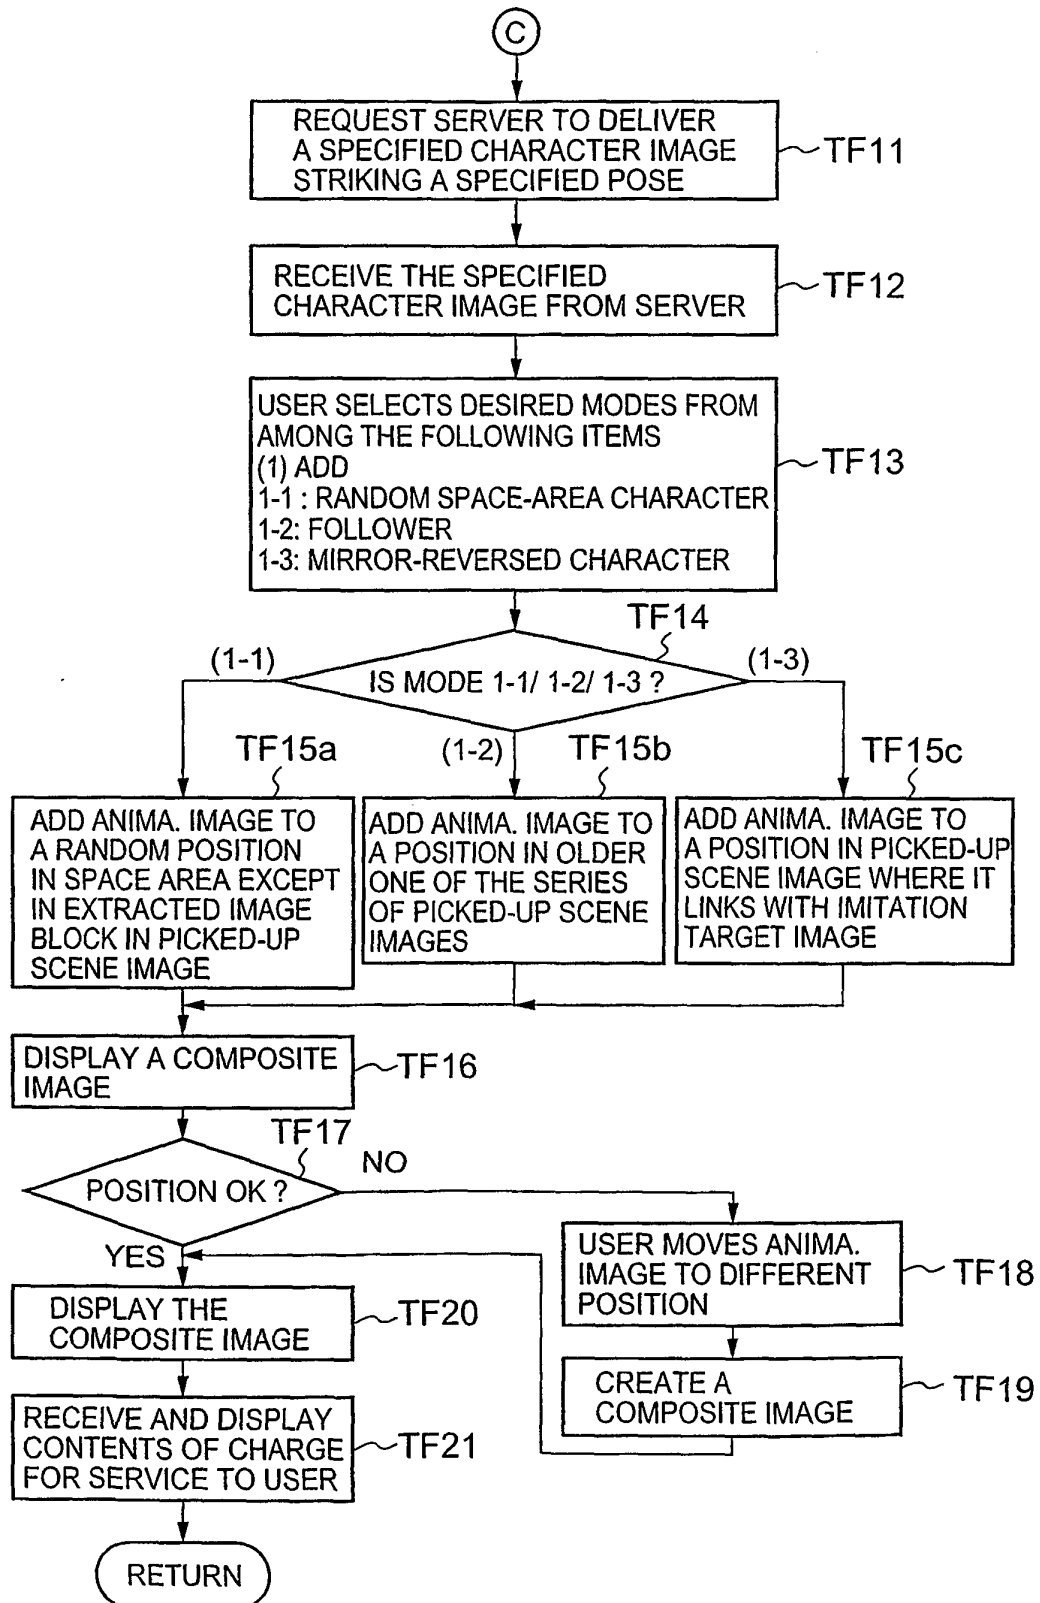 C
REQUEST SERVER TO DELIVER
A SPECIFIED CHARACTER IMAGE
STRIKING A SPECIFIED POSE
TF11
RECEIVE THE SPECIFIED
CHARACTER IMAGE FROM SERVER
TF12
USER SELECTS DESIRED MODES FROM
AMONG THE FOLLOWING ITEMS
(1) ADD
1-1 : RANDOM SPACE-AREA CHARACTER
1-2: FOLLOWER
1-3: MIRROR-REVERSED CHARACTER
TF13
TF14
(1-1)
IS MODE 1-1/ 1-2/ 1-3 ?
(1-3)
(1-2)
TF15a
ADD ANIMA. IMAGE TO
A RANDOM POSITION
IN SPACE AREA EXCEPT
IN EXTRACTED IMAGE
BLOCK IN PICKED-UP
SCENE IMAGE
TF15b
ADD ANIMA. IMAGE TO
A POSITION IN OLDER
ONE OF THE SERIES
OF PICKED-UP SCENE
IMAGES
TF15c
ADD ANIMA. IMAGE TO
A POSITION IN PICKED-UP
SCENE IMAGE WHERE IT
LINKS WITH IMITATION
TARGET IMAGE
DISPLAY A COMPOSITE
IMAGE
TF16
TF17
POSITION OK ?
NO
YES
USER MOVES ANIMA.
IMAGE TO DIFFERENT
POSITION
TF18
CREATE A
COMPOSITE IMAGE
TF19
DISPLAY THE
COMPOSITE IMAGE
TF20
RECEIVE AND DISPLAY
CONTENTS OF CHARGE
FOR SERVICE TO USER
TF21
RETURN